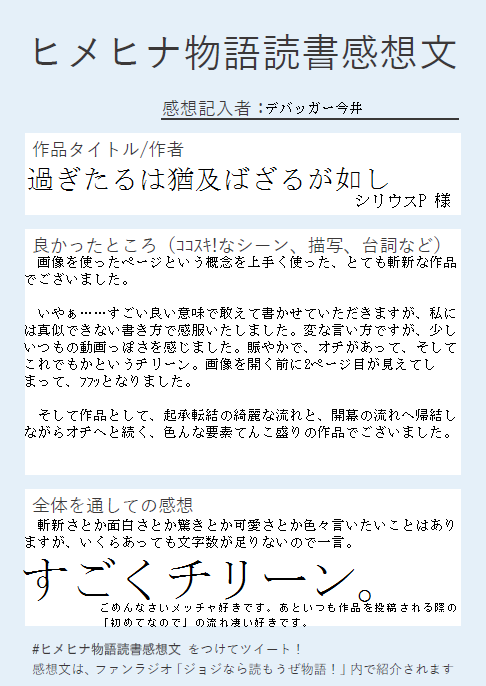 ヒメヒナ物語読書感想文
感想記入者：デバッガー今井
作品タイトル/作者
過ぎたるは猶及ばざるが如し
シリウスP 様
良かったところ（ｺｺｽｷ!なシーン、描写、台詞など）
画像を使ったページという概念を上手く使った、とても斬新な作品
でございました。
いやぁ……すごい良い意味で敢えて書かせていただきますが、私に
は真似できない書き方で感服いたしました。変な言い方ですが、少し
いつもの動画っぽさを感じました。賑やかで、オチがあって、そして
これでもかというチリーン。画像を開く前に2ページ目が見えてし
まって、ﾌﾌｯとなりました。
そして作品として、起承転結の綺麗な流れと、開幕の流れへ帰結し
ながらオチへと続く、色んな要素てんこ盛りの作品でございました。
全体を通しての感想
斬新さとか面白さとか驚きとか可愛さとか色々言いたいことはあり
ますが、いくらあっても文字数が足りないので一言。
すごくチリーン。
ごめんなさいメッチャ好きです。あといつも作品を投稿される際の
「初めてなので」の流れ凄い好きです。
#ヒメヒナ物語読書感想文 をつけてツイート！
感想文は、ファンラジオ「ジョジなら読もうぜ物語！」内で紹介されます